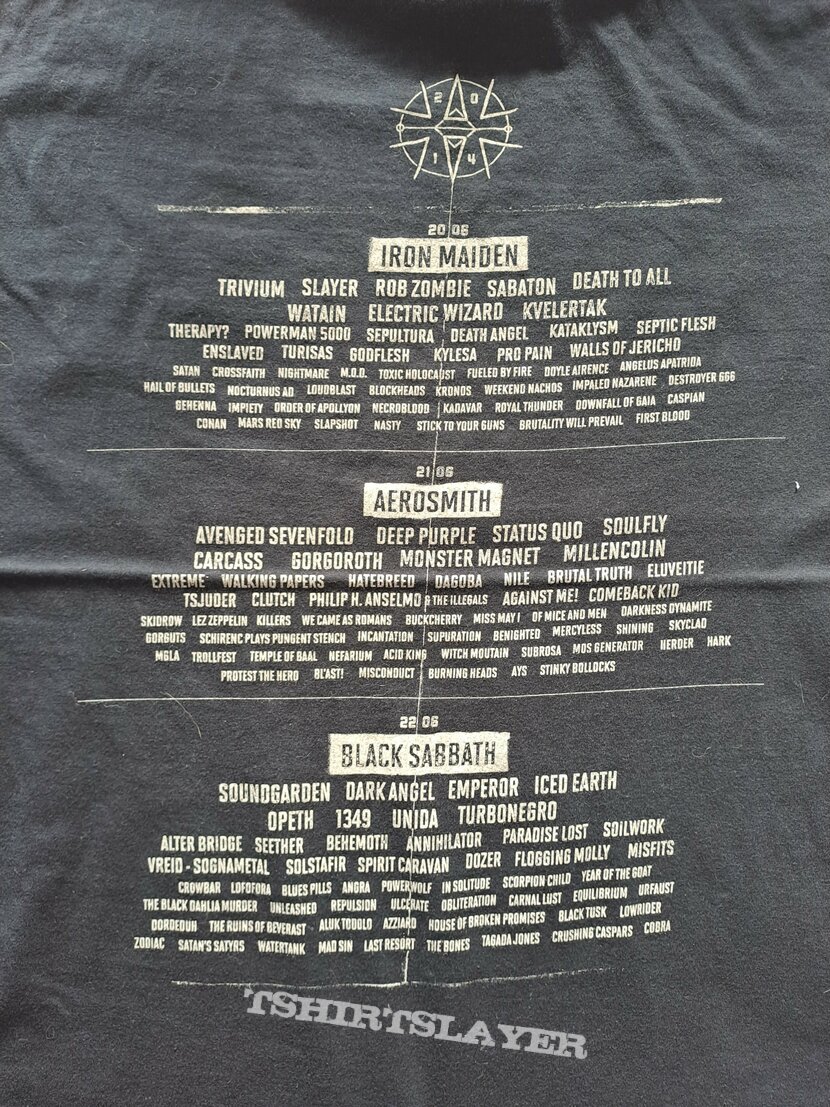 2 0
1 4
20 06
IRON MAIDEN
TRIVIUM SLAYER ROB ZOMBIE SABATON DEATH TO ALL
WATAIN ELECTRIC WIZARD KVELERTAK
THERAPY? POWERMAN 5000 SEPULTURA DEATH ANGEL KATAKLYSM SEPTIC FLESH
ENSLAVED TURISAS GODFLESH KYLESA PRO PAIN WALLS OF JERICHO
SATAN CROSSFAITH NIGHTMARE M.O.D. TOXIC HOLOCAUST FUELED BY FIRE DOYLE AIRENCE ANGELUS APATRIDA
HAIL OF BULLETS NOCTURNUS AD LOUDBLAST BLOCKHEADS KRONOS WEEKEND NACHOS IMPALED NAZARENE DESTROYER 666
GEHENNA IMPIETY ORDER OF APOLLYON NECROBLOOD KADAVAR ROYAL THUNDER DOWNFALL OF GAIA CASPIAN
CONAN MARS RED SKY SLAPSHOT NASTY STICK TO YOUR GUNS BRUTALITY WILL PREVAIL FIRST BLOOD
21 06
AEROSMITH
AVENGED SEVENFOLD DEEP PURPLE STATUS QUO SOULFLY
CARCASS GORGOROTH MONSTER MAGNET MILLENCOLIN
EXTREME WALKING PAPERS HATEBREED DAGOBA NILE BRUTAL TRUTH ELUVEITIE
TSJUDER CLUTCH PHILIP H. ANSELMO & THE ILLEGALS AGAINST ME! COMEBACK KID
SKIDROW LEZ ZEPPELIN KILLERS WE CAME AS ROMANS BUCKCHERRY MISS MAY I OF MICE AND MEN DARKNESS DYNAMITE
GORGUTS SCHIRENC PLAYS PUNGENT STENCH INCANTATION SUPURATION BENIGHTED MERCYLESS SHINING SKYCLAD
MGLA TROLLFEST TEMPLE OF BAAL NEFARIUM ACID KING WITCH MOUTAIN SUBROSA MOS GENERATOR HERDER HARK
PROTEST THE HERO BL'AST! MISCONDUCT BURNING HEADS AYS STINKY BOLLOCKS
22 06
BLACK SABBATH
SOUNDGARDEN DARK ANGEL EMPEROR ICED EARTH
OPETH 1349 UNIDA TURBONEGRO
ALTER BRIDGE SEETHER BEHEMOTH ANNIHILATOR PARADISE LOST SOILWORK
VREID - SOGNAMETAL SOLSTAFIR SPIRIT CARAVAN DOZER FLOGGING MOLLY MISFITS
CROWBAR LOFOFORA BLUES PILLS ANGRA POWERWOLF IN SOLITUDE SCORPION CHILD YEAR OF THE GOAT
THE BLACK DAHLIA MURDER UNLEASHED REPULSION ULCERATE OBLITERATION CARNAL LUST EQUILIBRIUM URFAUST
DORDEDUH THE RUINS OF BEVERAST ALUK TODOLO AZZIARD HOUSE OF BROKEN PROMISES BLACK TUSK LOWRIDER
ZODIAC SATAN'S SATYRS WATERTANK MAD SIN LAST RESORT THE BONES TAGADA JONES CRUSHING CASPARS COBRA
TSHIRTSLAYER